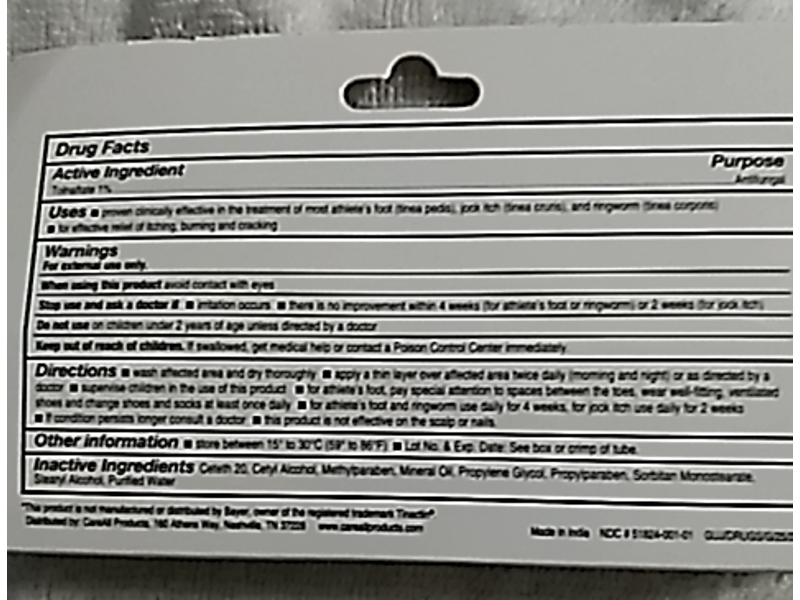 Drug Facts
Active Ingredient Purpose
Tolnaftate 1% Antifungal
Uses ■ proven clinically effective in the treatment of most athlete's foot (tinea pedis), jock itch (tinea cruris), and ringworm (tinea corporis)
■ for effective relief of itching, burning and cracking
Warnings
For external use only.
When using this product avoid contact with eyes
Stop use and ask a doctor if ■ irritation occurs ■ there is no improvement within 4 weeks (for athlete's foot or ringworm) or 2 weeks (for jock itch)
Do not use on children under 2 years of age unless directed by a doctor
Keep out of reach of children. If swallowed, get medical help or contact a Poison Control Center immediately.
Directions ■ wash affected area and dry thoroughly ■ apply a thin layer over affected area twice daily (morning and night) or as directed by a
doctor ■ supervise children in the use of this product ■ for athlete's foot, pay special attention to spaces between the toes, wear well-fitting, ventilated
shoes and change shoes and socks at least once daily ■ for athlete's foot and ringworm use daily for 4 weeks, for jock itch use daily for 2 weeks
■ If condition persists longer consult a doctor ■ this product is not effective on the scalp or nails.
Other information ■ store between 15° to 30°C (59° to 86°F) ■ Lot No. & Exp. Date: See box or crimp of tube.
Inactive Ingredients Ceteth 20, Cetyl Alcohol, Methylparaben, Mineral Oil, Propylene Glycol, Propylparaben, Sorbitan Monostearate,
Stearyl Alcohol, Purified Water
*This product is not manufactured or distributed by Bayer, owner of the registered trademark Tinactin®
Distributed by: CareAll Products, 160 Athens Way, Nashville, TN 37228 www.careallproducts.com
Made in India NDC # 51824-001-01